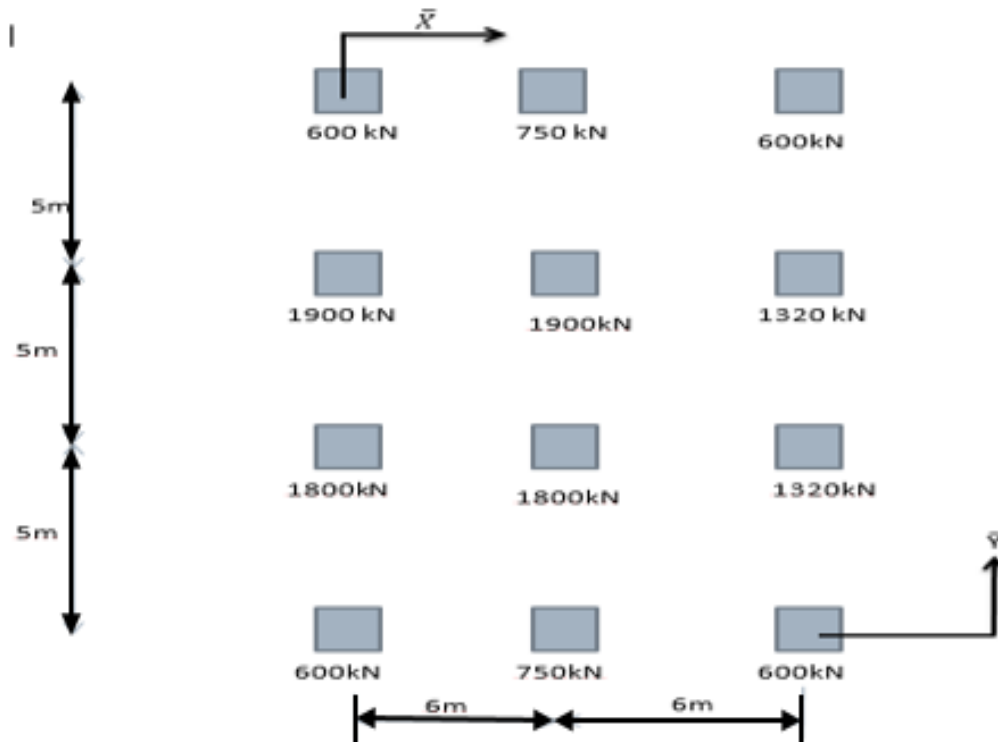 X̄
600 kN 750 kN 600kN
5m
1900 kN 1900kN 1320 kN
5m
1800kN 1800kN 1320kN
5m
Ȳ
600kN 750kN 600kN
6m 6m